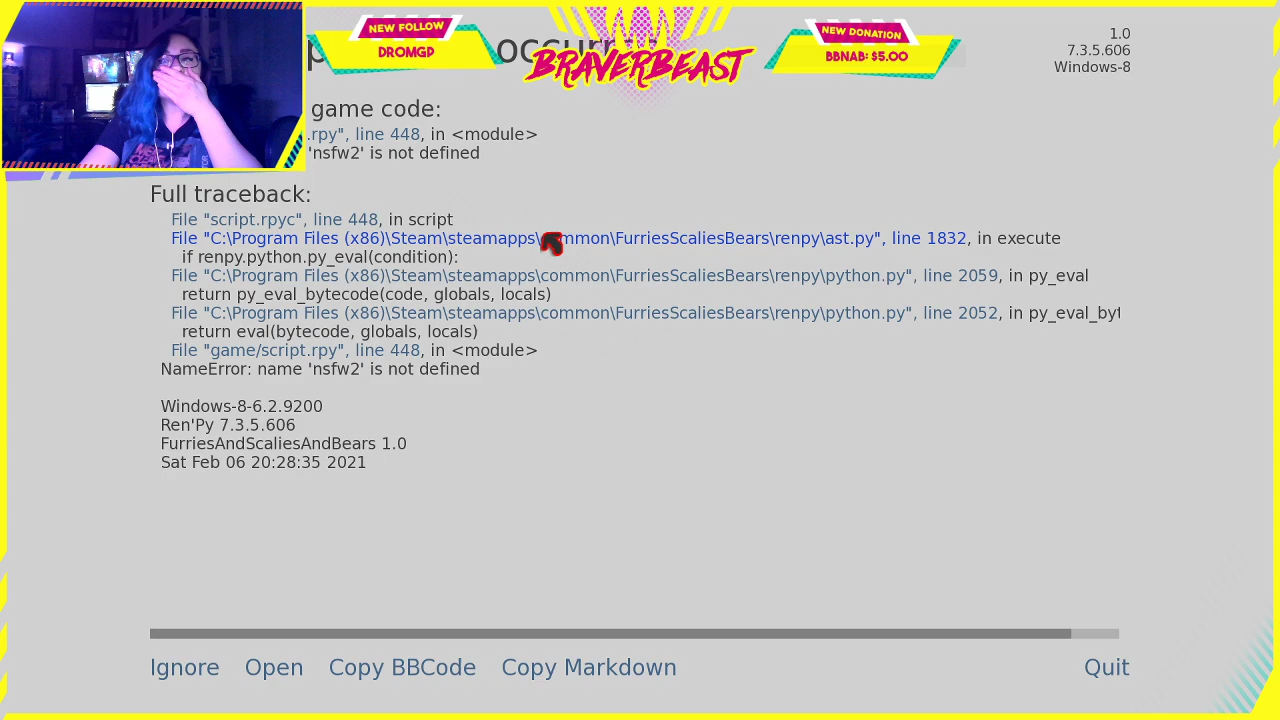 NEW FOLLOW
DROMGP
BRAVERBEAST
NEW DONATION
BBNAB: $5.00
1.0
7.3.5.606
Windows-8
game code:
.rpy", line 448, in <module>
'nsfw2' is not defined
Full traceback:
File "script.rpyc", line 448, in script
File "C:\Program Files (x86)\Steam\steamapps\common\FurriesScaliesBears\renpy\ast.py", line 1832, in execute
if renpy.python.py_eval(condition):
File "C:\Program Files (x86)\Steam\steamapps\common\FurriesScaliesBears\renpy\python.py", line 2059, in py_eval
return py_eval_bytecode(code, globals, locals)
File "C:\Program Files (x86)\Steam\steamapps\common\FurriesScaliesBears\renpy\python.py", line 2052, in py_eval_byt
return eval(bytecode, globals, locals)
File "game/script.rpy", line 448, in <module>
NameError: name 'nsfw2' is not defined
Windows-8-6.2.9200
Ren'Py 7.3.5.606
FurriesAndScaliesAndBears 1.0
Sat Feb 06 20:28:35 2021
Ignore Open Copy BBCode Copy Markdown Quit